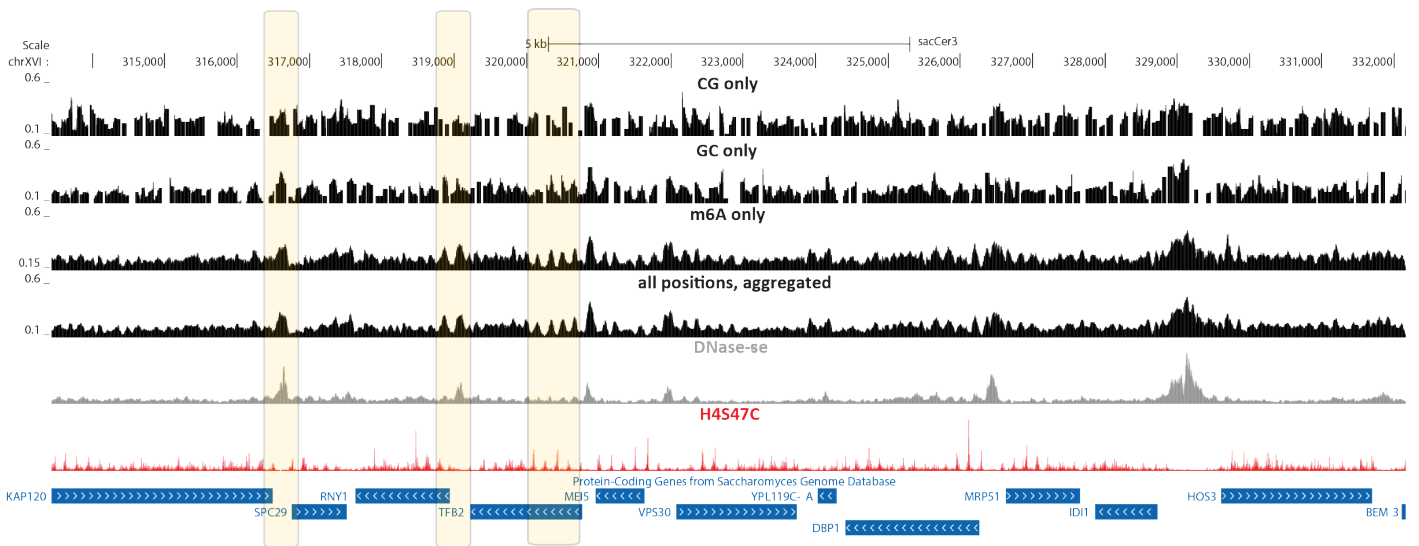 5 kb sacCer3
Scale
chrXVI : 315,000 316,000 317,000 318,000 319,000 320,000 321,000 322,000 323,000 324,000 325,000 326,000 327,000 328,000 329,000 330,000 331,000 332,000
0.6
CG only
0.1
0.6
GC only
0.1
0.6
m6A only
0.15
0.6
all positions, aggregated
0.1
DNase-se
H4S47C
Protein-Coding Genes from Saccharomyces Genome Database
KAP120 RNY1 MEI5 YPL119C- A MRP51 HOS3
SPC29 TFB2 VPS30 IDI1 BEM 3
DBP1